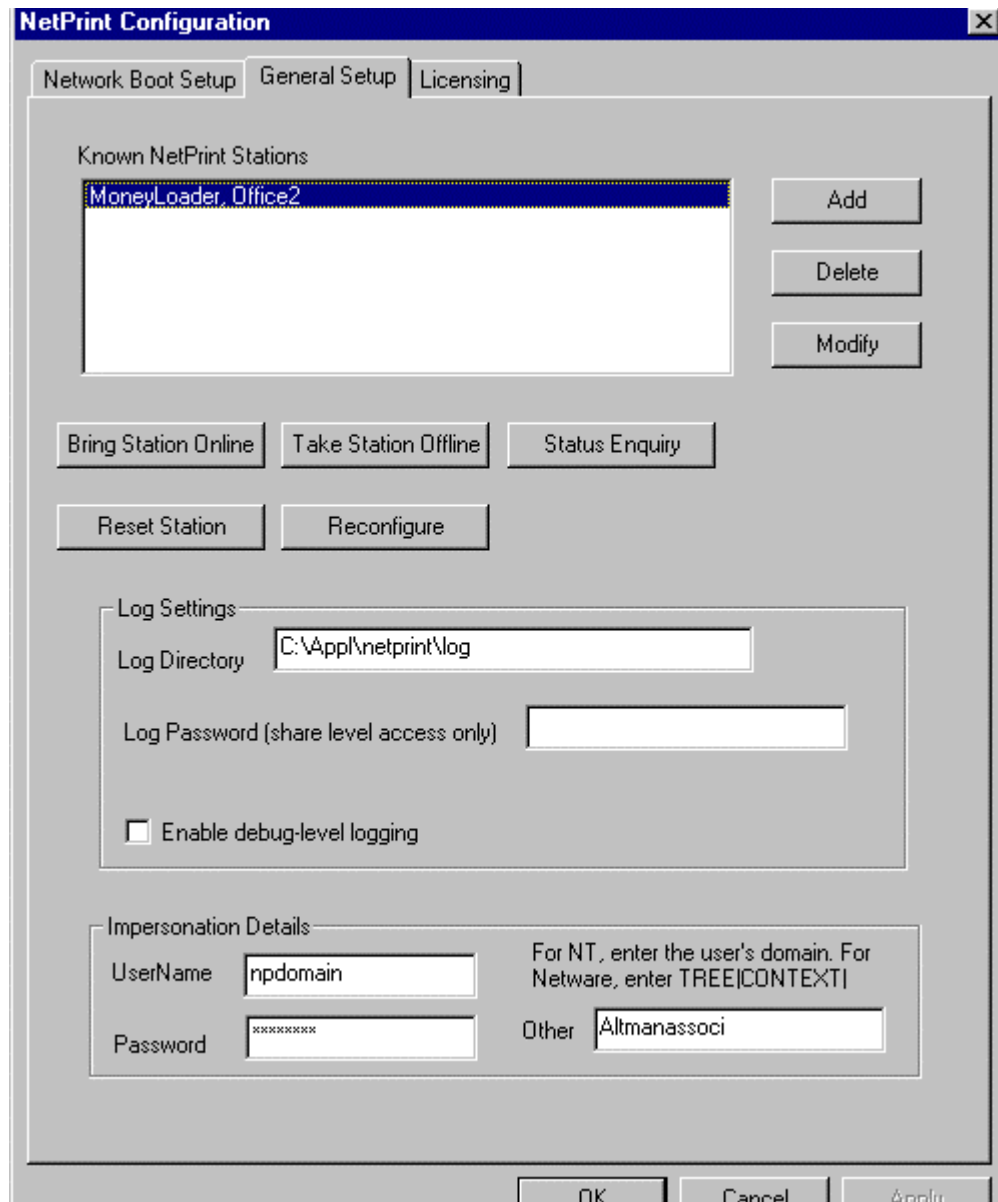 NetPrint Configuration
Network Boot Setup
General Setup
Licensing
Known NetPrint Stations
MoneyLoader, Office2
Add
Delete
Modify
Bring Station Online
Take Station Offline
Status Enquiry
Reset Station
Reconfigure
Log Settings
Log Directory
C:\Appl\netprint\log
Log Password (share level access only)
Enable debug-level logging
Impersonation Details
UserName
npdomain
For NT, enter the user's domain. For
Netware, enter TREE|CONTEXT|
Password
********
Other
Altmanassoci
OK
Cancel
Apply